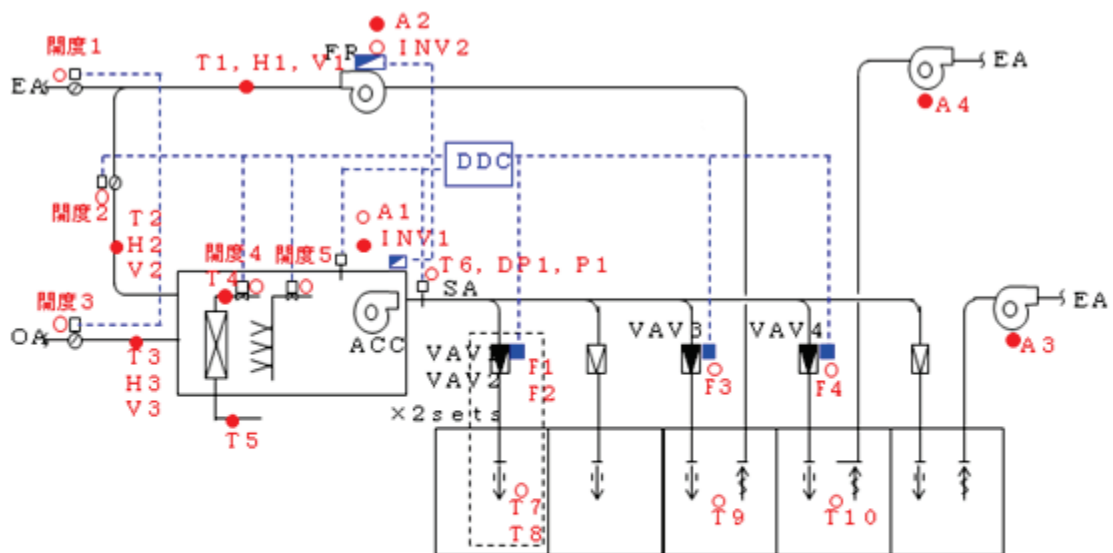 A2
INV2
開度1
FR
T1, H1, V1
EA
EA
A4
DDC
開度2
T2
H2
V2
A1
INV1
開度4
開度5
T6, DP1, P1
T4
SA
開度3
EA
OA
ACC
A3
T3
H3
V3
VAV1
VAV2
F1
F2
VAV3
F3
VAV4
F4
×2sets
T5
T7
T8
T9
T10